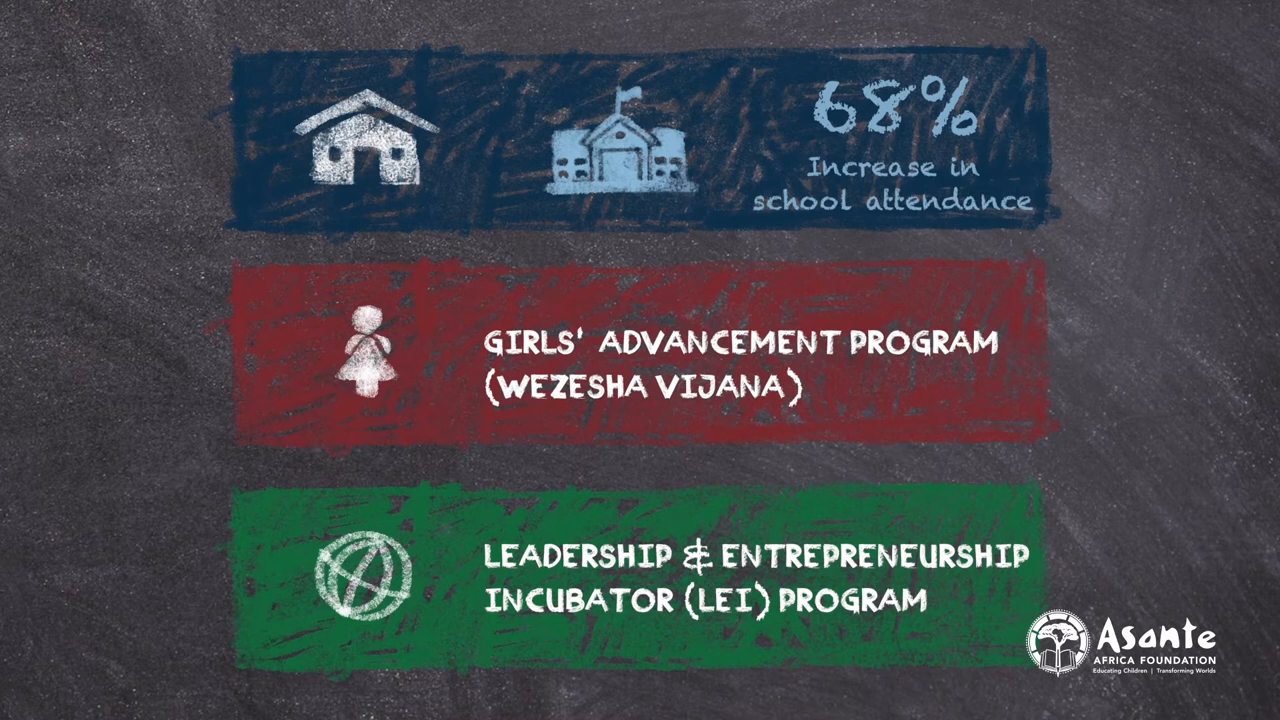 68%
Increase in
school attendance
GIRLS' ADVANCEMENT PROGRAM
(WEZESHA VIJANA)
LEADERSHIP & ENTREPRENEURSHIP
INCUBATOR (LEI) PROGRAM
Asante
AFRICA FOUNDATION
Educating Children | Transforming Worlds